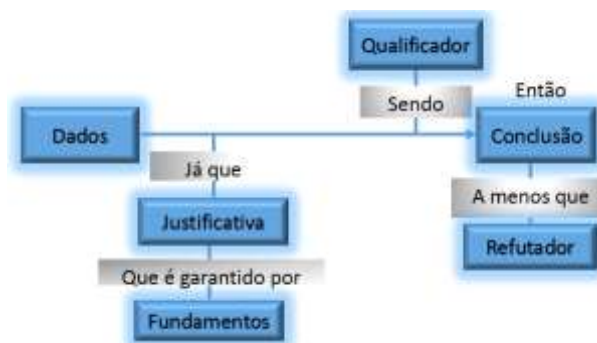 Qualificador
Então
Sendo
Dados
Conclusão
Já que
A menos que
Justificativa
Refutador
Que é garantido por
Fundamentos